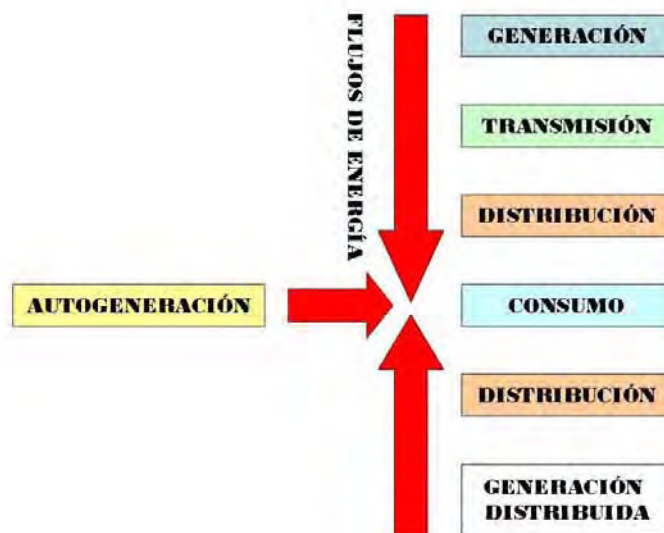 FLUJOS DE ENERGÍA
GENERACIÓN
TRANSMISIÓN
DISTRIBUCIÓN
AUTOGENERACIÓN
CONSUMO
DISTRIBUCIÓN
GENERACIÓN
DISTRIBUIDA